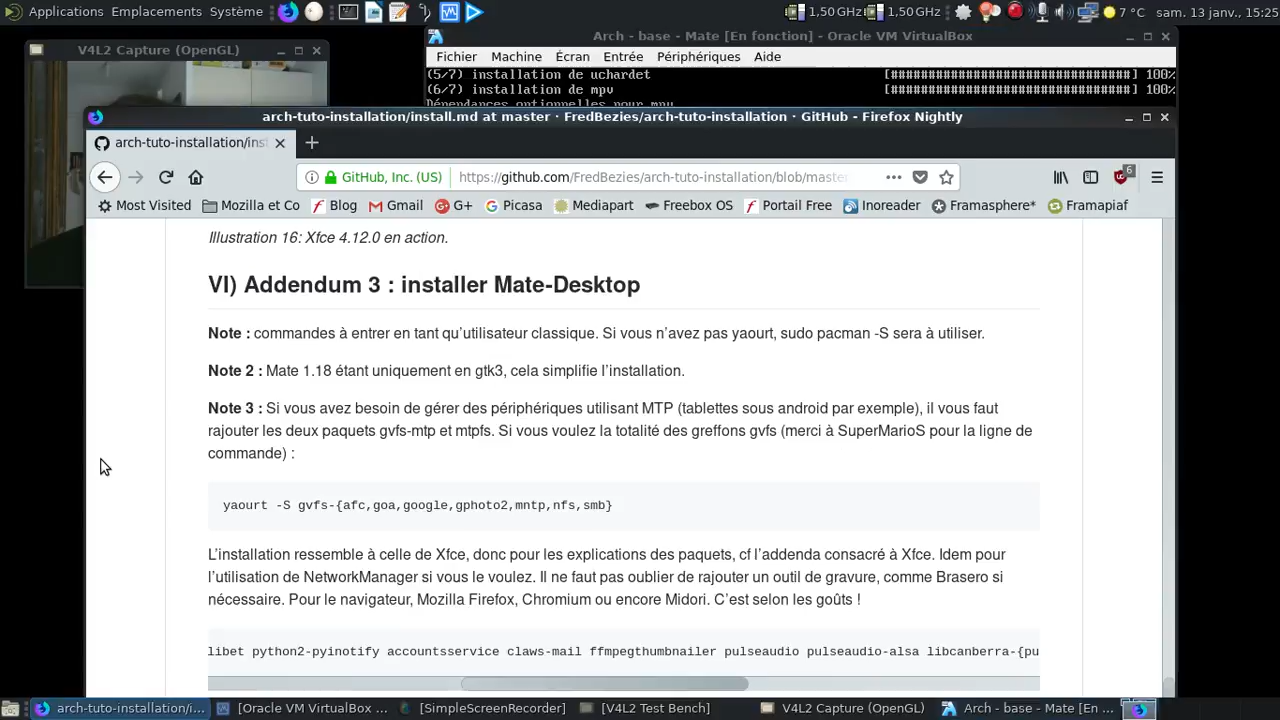 Applications Emplacements Système 1,50 GHz 1,50 GHz 7 °C sam. 13 janv., 15:25
V4L2 Capture (OpenGL)
Arch - base - Mate [En fonction] - Oracle VM VirtualBox
Fichier Machine Écran Entrée Périphériques Aide
(5/7) installation de uchardet [################################] 100%
(6/7) installation de mpv [################################] 100%
Dépendances optionnelles pour mpv
arch-tuto-installation/install.md at master · FredBezies/arch-tuto-installation · GitHub - Firefox Nightly
arch-tuto-installation/inst
GitHub, Inc. (US) https://github.com/FredBezies/arch-tuto-installation/blob/master 6
Most Visited Mozilla et Co Blog Gmail G+ Picasa Mediapart Freebox OS Portail Free Inoreader Framasphere* Framapiaf
Illustration 16: Xfce 4.12.0 en action.
VI) Addendum 3 : installer Mate-Desktop
Note : commandes à entrer en tant qu’utilisateur classique. Si vous n’avez pas yaourt, sudo pacman -S sera à utiliser.
Note 2 : Mate 1.18 étant uniquement en gtk3, cela simplifie l’installation.
Note 3 : Si vous avez besoin de gérer des périphériques utilisant MTP (tablettes sous android par exemple), il vous faut
rajouter les deux paquets gvfs-mtp et mtpfs. Si vous voulez la totalité des greffons gvfs (merci à SuperMarioS pour la ligne de
commande) :
yaourt -S gvfs-{afc,goa,google,gphoto2,mntp,nfs,smb}
L’installation ressemble à celle de Xfce, donc pour les explications des paquets, cf l’addenda consacré à Xfce. Idem pour
l’utilisation de NetworkManager si vous le voulez. Il ne faut pas oublier de rajouter un outil de gravure, comme Brasero si
nécessaire. Pour le navigateur, Mozilla Firefox, Chromium ou encore Midori. C’est selon les goûts !
libet python2-pyinotify accountsservice claws-mail ffmpegthumbnailer pulseaudio pulseaudio-alsa libcanberra-{pu
arch-tuto-installation/i... [Oracle VM VirtualBox ... [SimpleScreenRecorder] [V4L2 Test Bench] V4L2 Capture (OpenGL) Arch - base - Mate [En ...